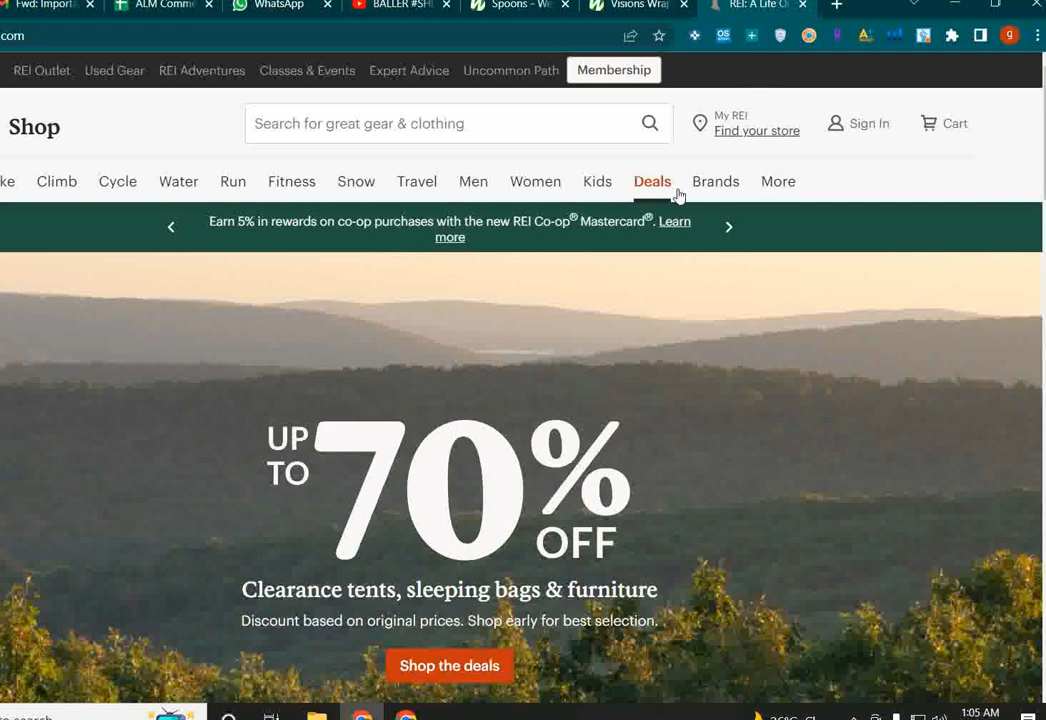 Fwd: Importa
ALM Comme
WhatsApp
BALLER #SH
Spoons - We
Visions Wra
REI: A Life O
com
REI Outlet
Used Gear
REI Adventures
Classes & Events
Expert Advice
Uncommon Path
Membership
Shop
Search for great gear & clothing
My REI
Find your store
Sign In
Cart
ke
Climb
Cycle
Water
Run
Fitness
Snow
Travel
Men
Women
Kids
Deals
Brands
More
Earn 5% in rewards on co-op purchases with the new REI Co-op® Mastercard®. Learn
more
UP
TO
70%
OFF
Clearance tents, sleeping bags & furniture
Discount based on original prices. Shop early for best selection.
Shop the deals
1:05 AM